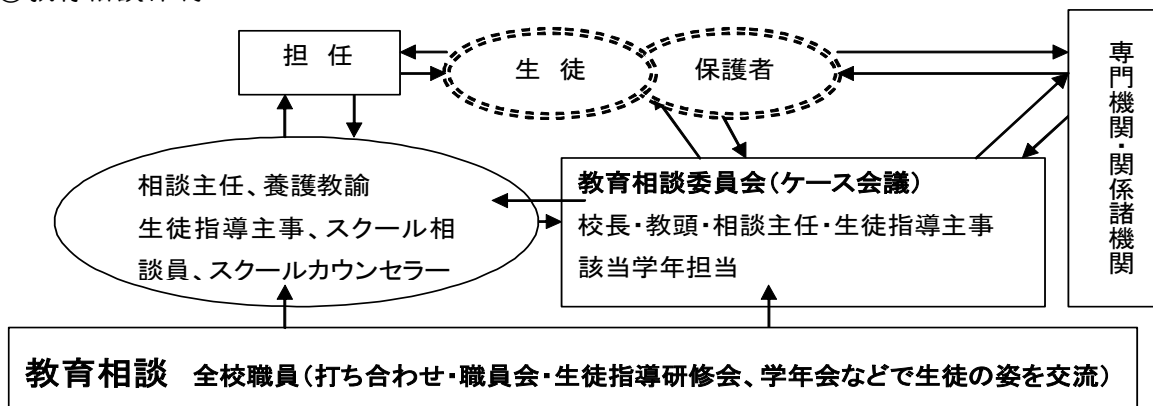 担 任
生 徒
保護者
専門機関・関係諸機関
相談主任、養護教諭
生徒指導主事、スクール相
談員、スクールカウンセラー
教育相談委員会(ケース会議)
校長・教頭・相談主任・生徒指導主事
該当学年担当
教育相談 全校職員(打ち合わせ・職員会・生徒指導研修会、学年会などで生徒の姿を交流)